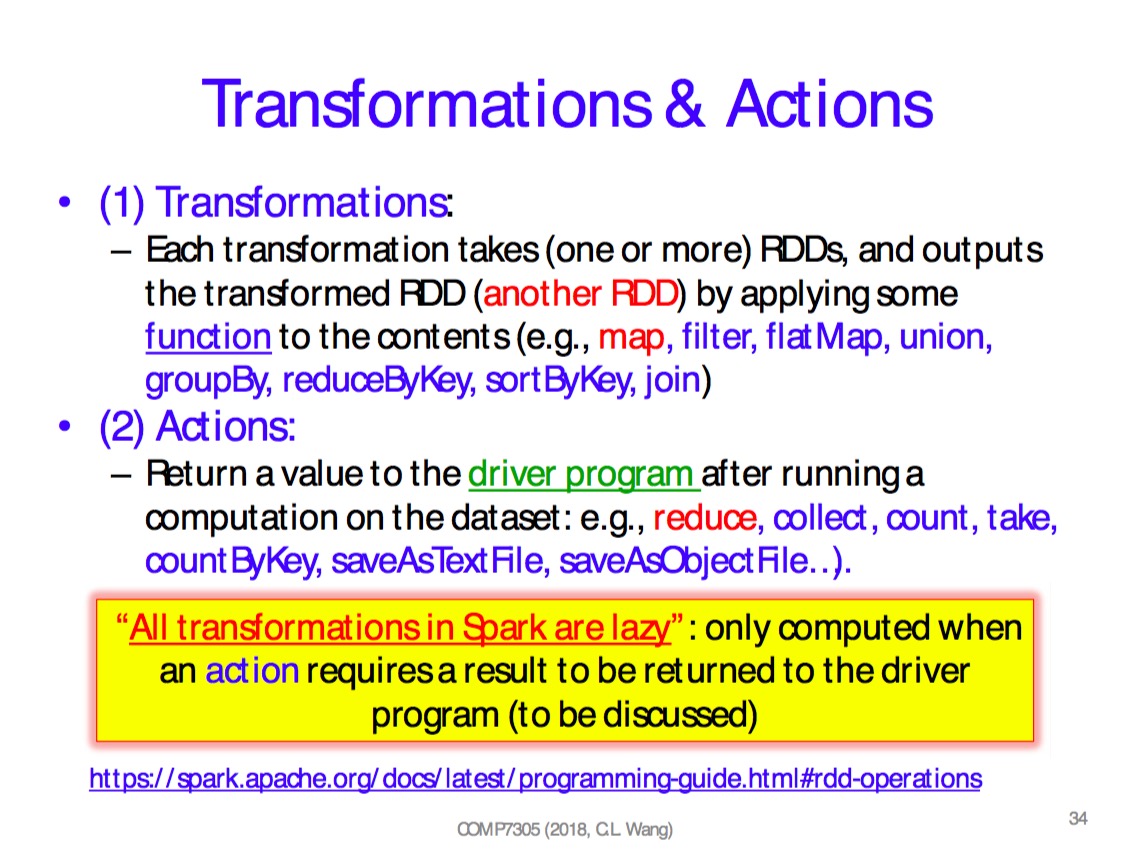 Transformations & Actions
• (1) Transformations:
– Each transformation takes (one or more) RDDs, and outputs
the transformed RDD (another RDD) by applying some
function to the contents (e.g., map, filter, flatMap, union,
groupBy, reduceByKey, sortByKey, join)
• (2) Actions:
– Return a value to the driver program after running a
computation on the dataset: e.g., reduce, collect, count, take,
countByKey, saveAsTextFile, saveAsObjectFile…).
“All transformations in Spark are lazy” : only computed when
an action requires a result to be returned to the driver
program (to be discussed)
https://spark.apache.org/docs/latest/programming-guide.html#rdd-operations
COMP7305 (2018, C.L. Wang)
34